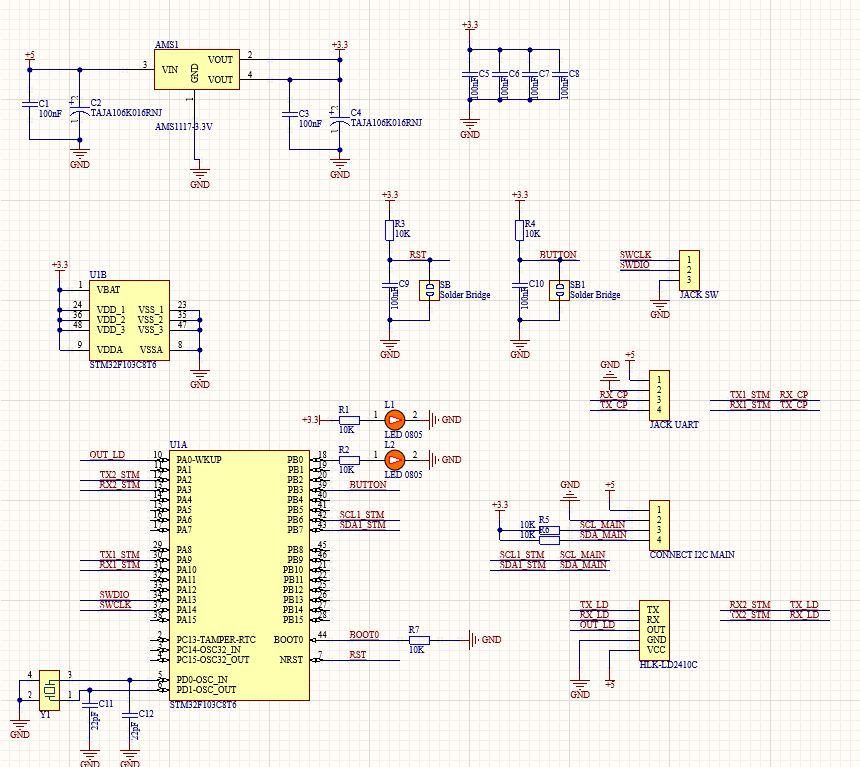 +5
AMS1
VIN
GND
VOUT
VOUT
3
2
4
1
AMS1117-3.3V
+3.3
C1
100nF
C2
TAJA106K016RNJ
C3
100nF
C4
TAJA106K016RNJ
GND
GND
GND
+3.3
C5
100nF
C6
100nF
C7
100nF
C8
100nF
GND
+3.3
R3
10K
RST
C9
100nF
SB
Solder Bridge
GND
+3.3
R4
10K
BUTTON
C10
100nF
SB1
Solder Bridge
GND
SWCLK
SWDIO
1
2
3
JACK SW
GND
+3.3
U1B
1 VBAT
24 VDD_1 VSS_1 23
36 VDD_2 VSS_2 35
48 VDD_3 VSS_3 47
9 VDDA VSSA 8
STM32F103C8T6
GND
+5
GND
RX_CP
TX_CP
1
2
3
4
JACK UART
TX1_STM RX_CP
RX1_STM TX_CP
+3.3
R1
10K
1
L1
2
LED 0805
GND
R2
10K
1
L2
2
LED 0805
GND
U1A
OUT_LD 10 PA0-WKUP PB0 18
PA1 PB1
TX2_STM PA2 PB2
RX2_STM PA3 PB3 BUTTON
PA4 PB4
PA5 PB5
PA6 PB6 42 SCL1_STM
PA7 PB7 43 SDA1_STM
29 PA8 PB8 45
TX1_STM 30 PA9 PB9 46
RX1_STM PA10 PB10
PA11 PB11
PA12 PB12
SWDIO 34 PA13 PB13
SWCLK 37 PA14 PB14
PA15 PB15
2 PC13-TAMPER-RTC BOOT0 44 BOOT0
PC14-OSC32_IN
4 PC15-OSC32_OUT NRST 7 RST
5 PD0-OSC_IN
6 PD1-OSC_OUT
STM32F103C8T6
R7
10K
GND
4
3
2
1
Y1
GND
C11
22pF
C12
22pF
GND
GND
GND
+5
+3.3
10K R5
10K R6
SCL_MAIN
SDA_MAIN
1
2
3
4
CONNECT I2C MAIN
SCL1_STM SCL_MAIN
SDA1_STM SDA_MAIN
TX_LD
RX_LD
OUT_LD
TX
RX
OUT
GND
VCC
HLK-LD2410C
GND
+5
RX2_STM TX_LD
TX2_STM RX_LD